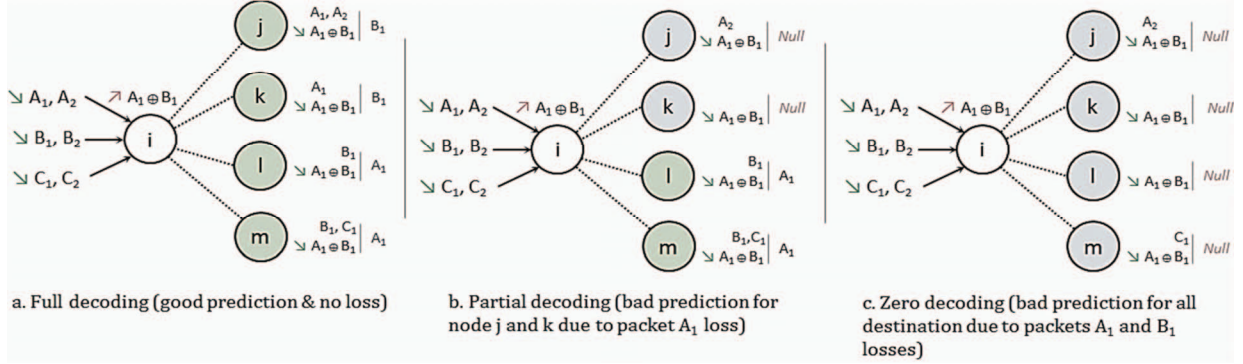 A₁, A₂
↘ A₁⊕B₁ | B₁
j
A₁
↘ A₁⊕B₁ | B₁
k
↘ A₁, A₂
↗ A₁⊕B₁
↘ B₁, B₂
i
↘ C₁, C₂
B₁
↘ A₁⊕B₁ | A₁
l
B₁, C₁
↘ A₁⊕B₁ | A₁
m
a. Full decoding (good prediction & no loss)
A₂
↘ A₁⊕B₁ | Null
j
↘ A₁⊕B₁ | Null
k
↘ A₁, A₂
↗ A₁⊕B₁
↘ B₁, B₂
i
↘ C₁, C₂
B₁
↘ A₁⊕B₁ | A₁
l
B₁,C₁
↘ A₁⊕B₁ | A₁
m
b. Partial decoding (bad prediction for
node j and k due to packet A₁ loss)
A₂
↘ A₁⊕B₁ | Null
j
↘ A₁⊕B₁ | Null
k
↘ A₁, A₂
↗ A₁⊕B₁
↘ B₁, B₂
i
↘ C₁, C₂
↘ A₁⊕B₁ | Null
l
C₁
↘ A₁⊕B₁ | Null
m
c. Zero decoding (bad prediction for all
destination due to packets A₁ and B₁
losses)